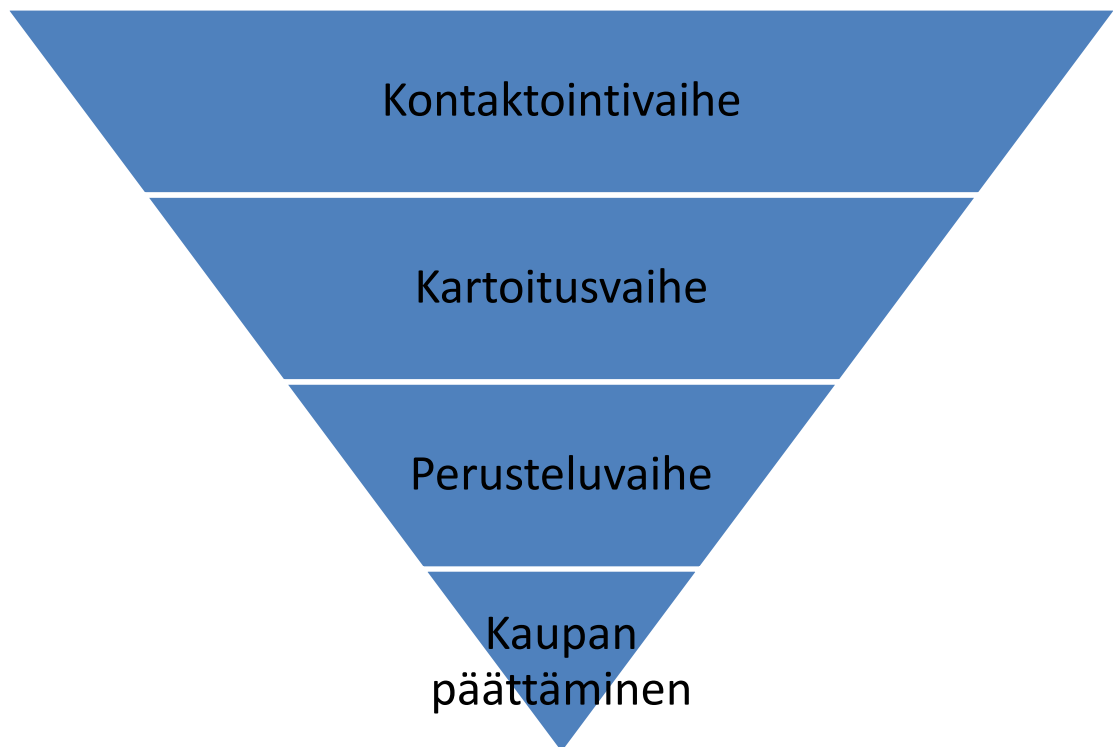 Kontaktointivaihe
Kartoitusvaihe
Perusteluvaihe
Kaupan
päättäminen